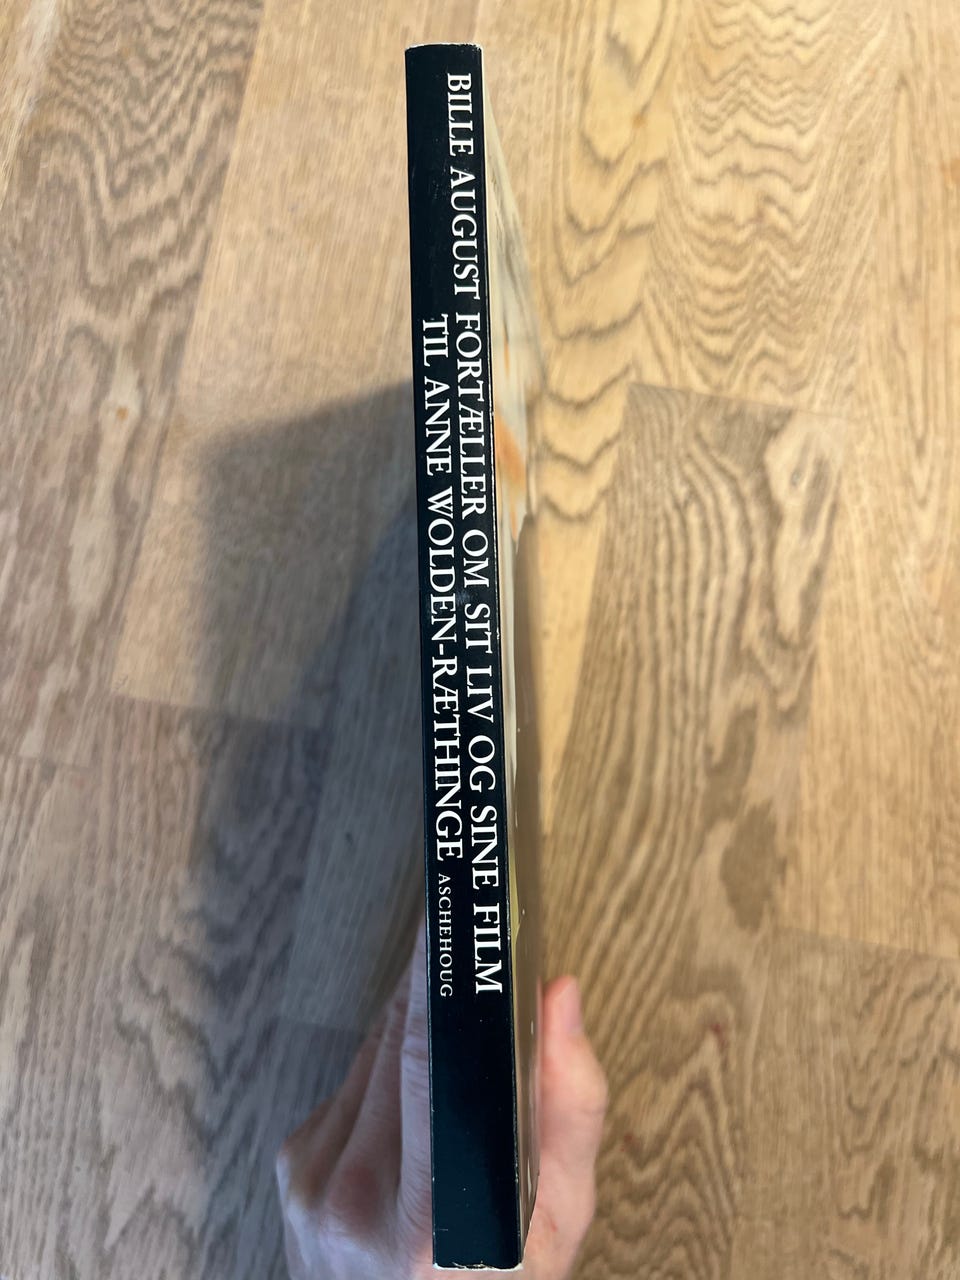 BILLE AUGUST FORTÆLLER OM SIT LIV OG SINE FILM
TIL ANNE WOLDEN-RÆTHINGE ASCHEHOUG